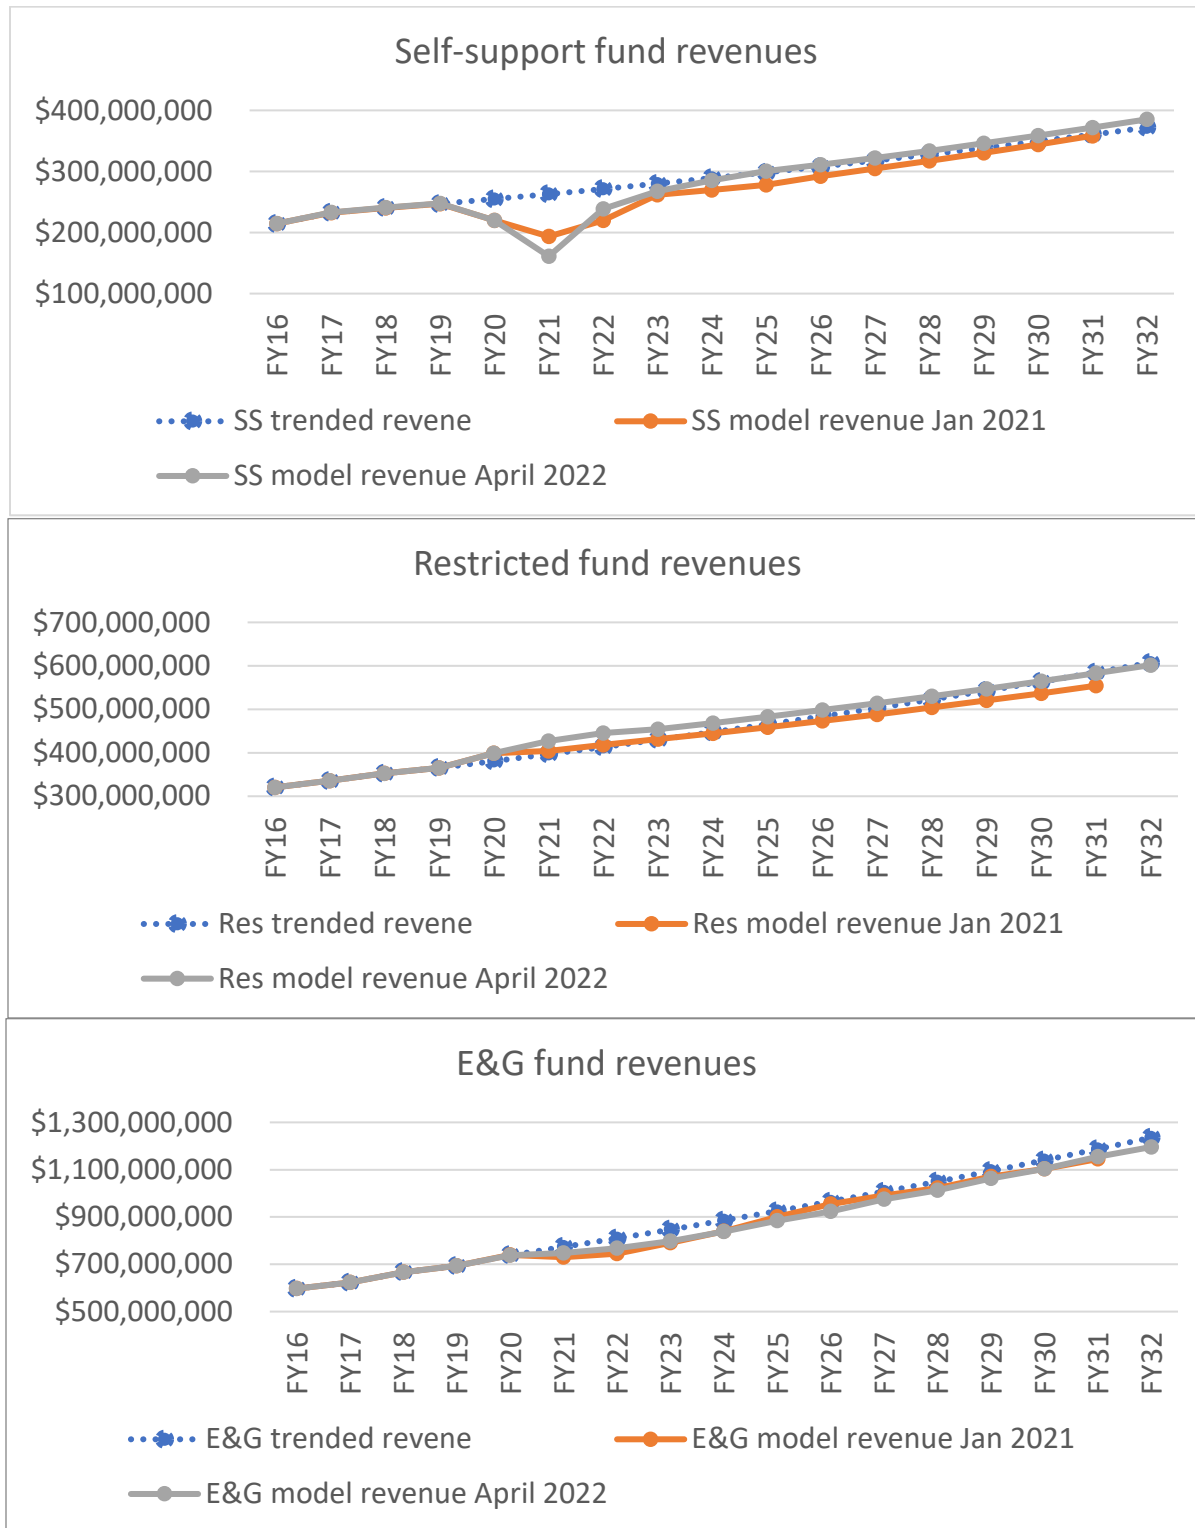 Self-support fund revenues
$400,000,000
$300,000,000
$200,000,000
$100,000,000
FY16 FY17 FY18 FY19 FY20 FY21 FY22 FY23 FY24 FY25 FY26 FY27 FY28 FY29 FY30 FY31 FY32
SS trended revene SS model revenue Jan 2021
SS model revenue April 2022
Restricted fund revenues
$700,000,000
$600,000,000
$500,000,000
$400,000,000
$300,000,000
FY16 FY17 FY18 FY19 FY20 FY21 FY22 FY23 FY24 FY25 FY26 FY27 FY28 FY29 FY30 FY31 FY32
Res trended revene Res model revenue Jan 2021
Res model revenue April 2022
E&G fund revenues
$1,300,000,000
$1,100,000,000
$900,000,000
$700,000,000
$500,000,000
FY16 FY17 FY18 FY19 FY20 FY21 FY22 FY23 FY24 FY25 FY26 FY27 FY28 FY29 FY30 FY31 FY32
E&G trended revene E&G model revenue Jan 2021
E&G model revenue April 2022